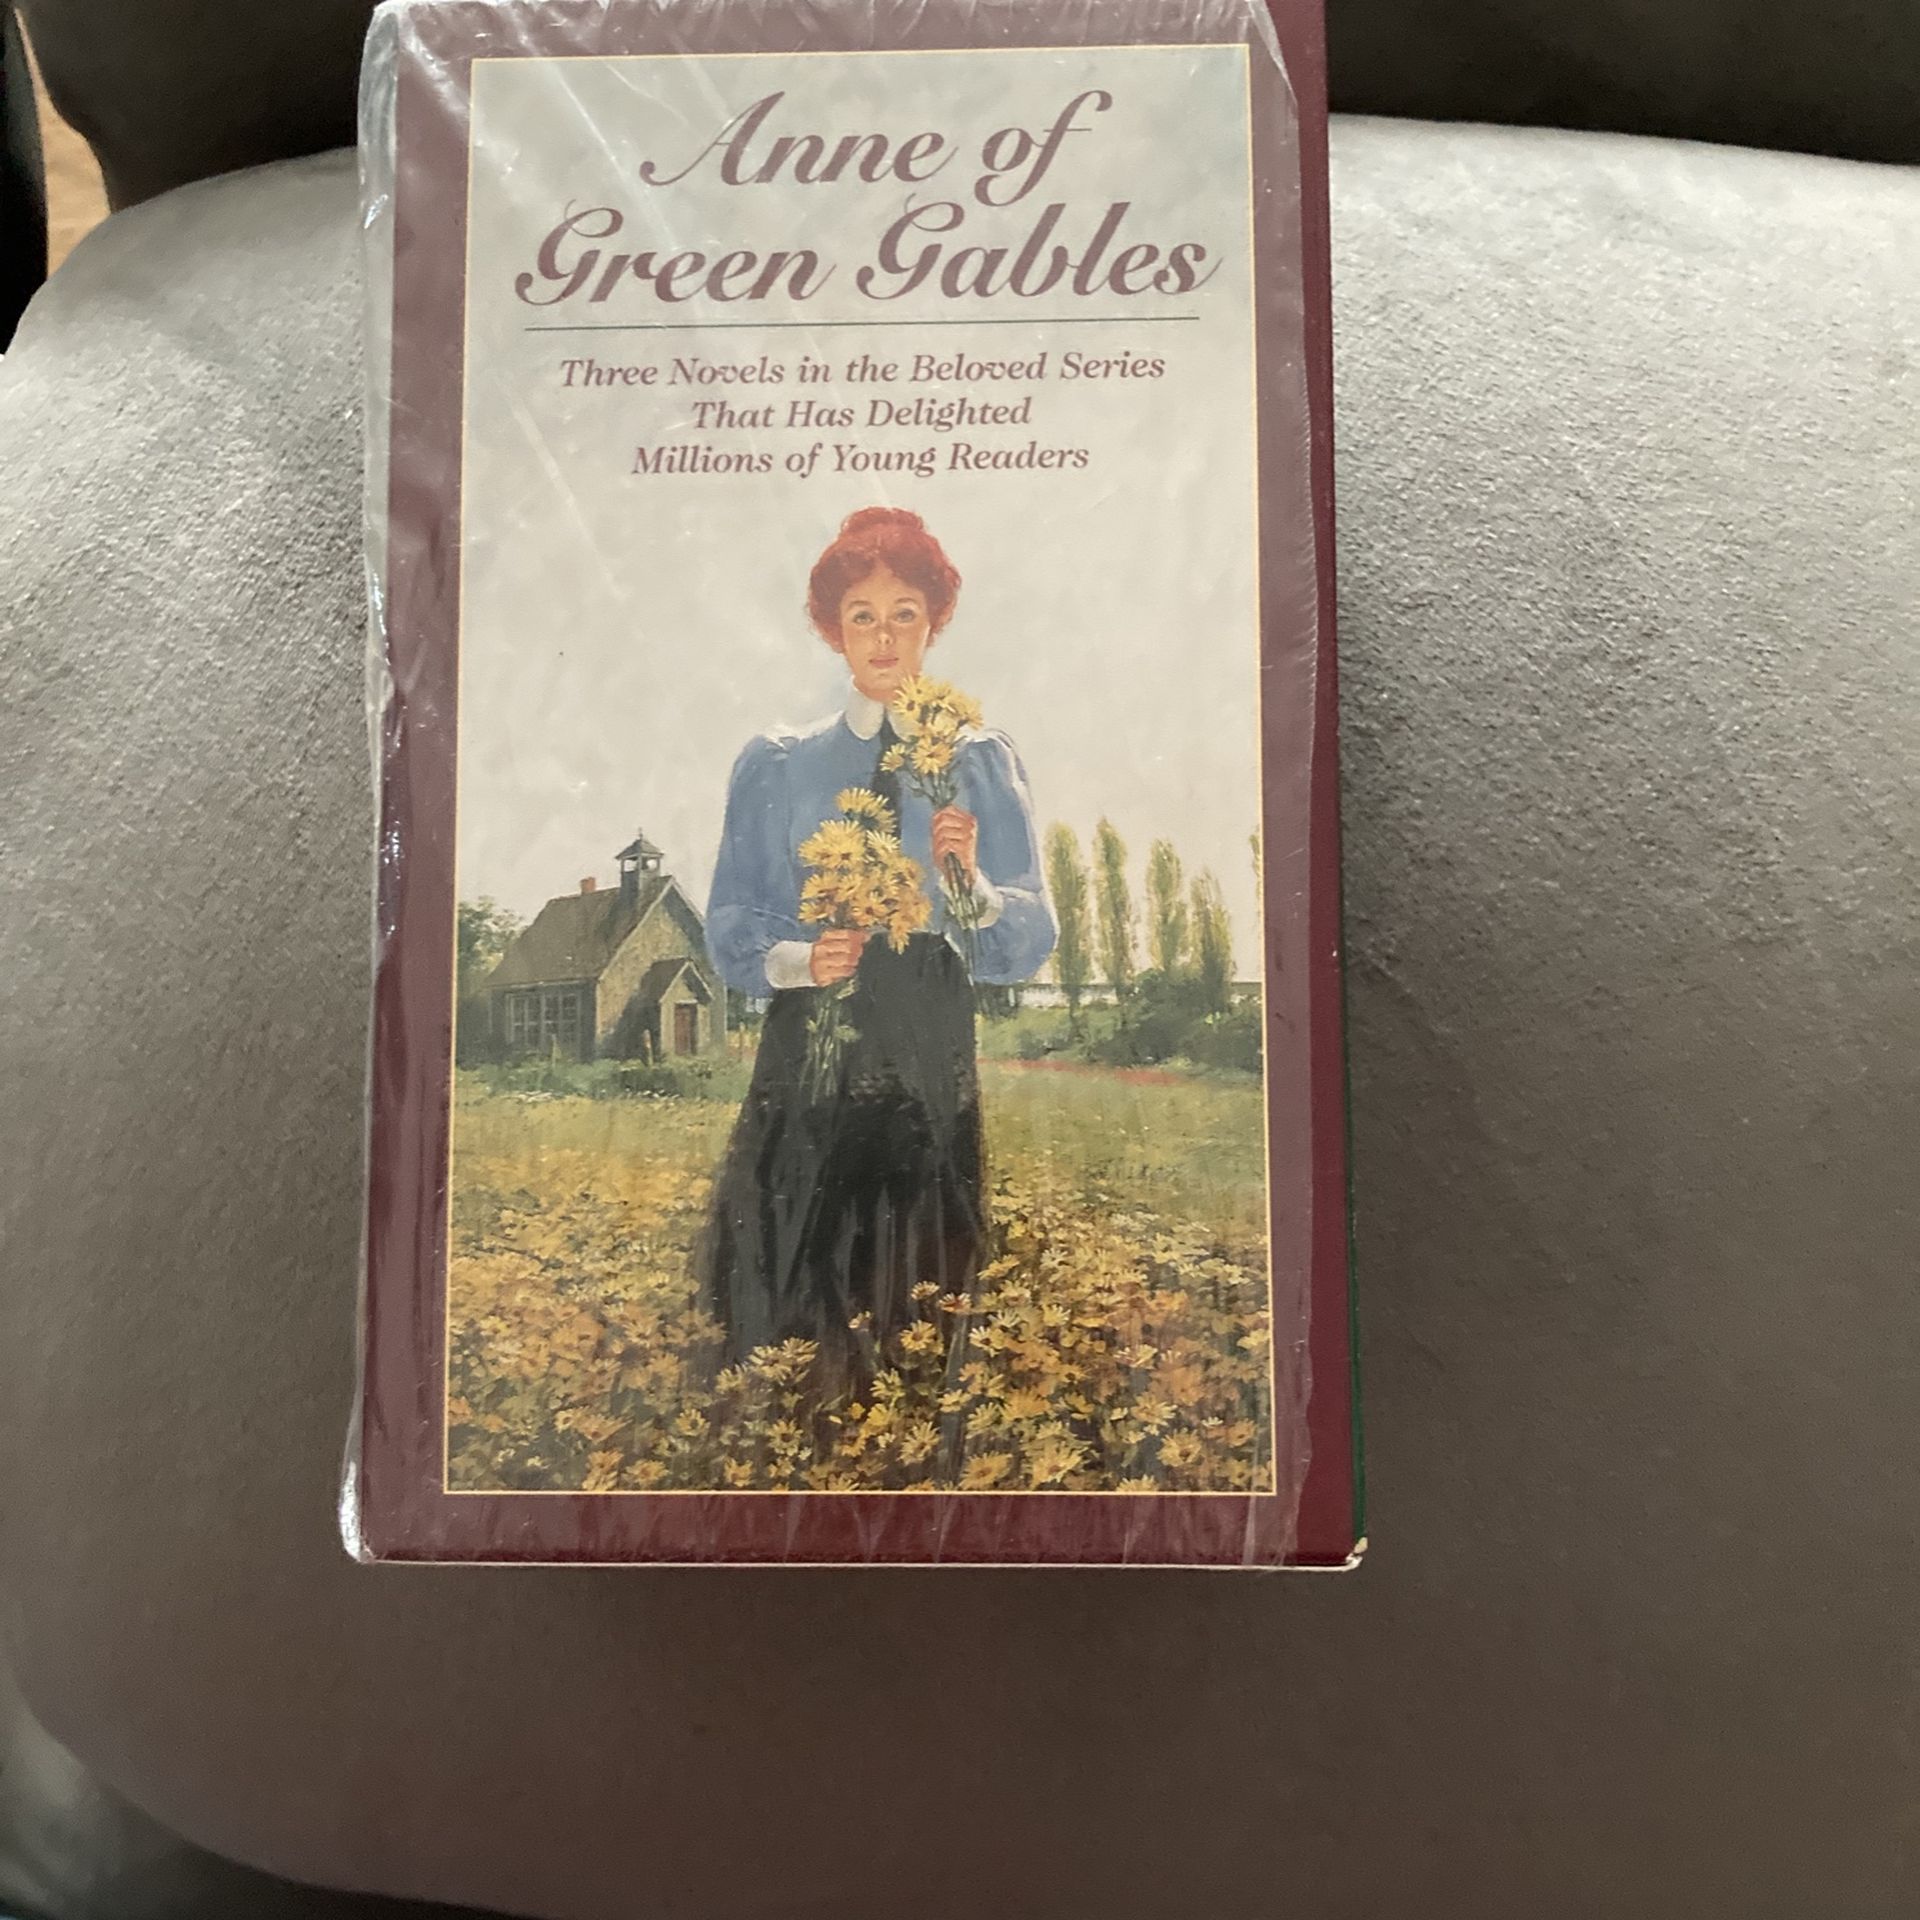 Anne of
Green Gables
Three Novels in the Beloved Series
That Has Delighted
Millions of Young Readers